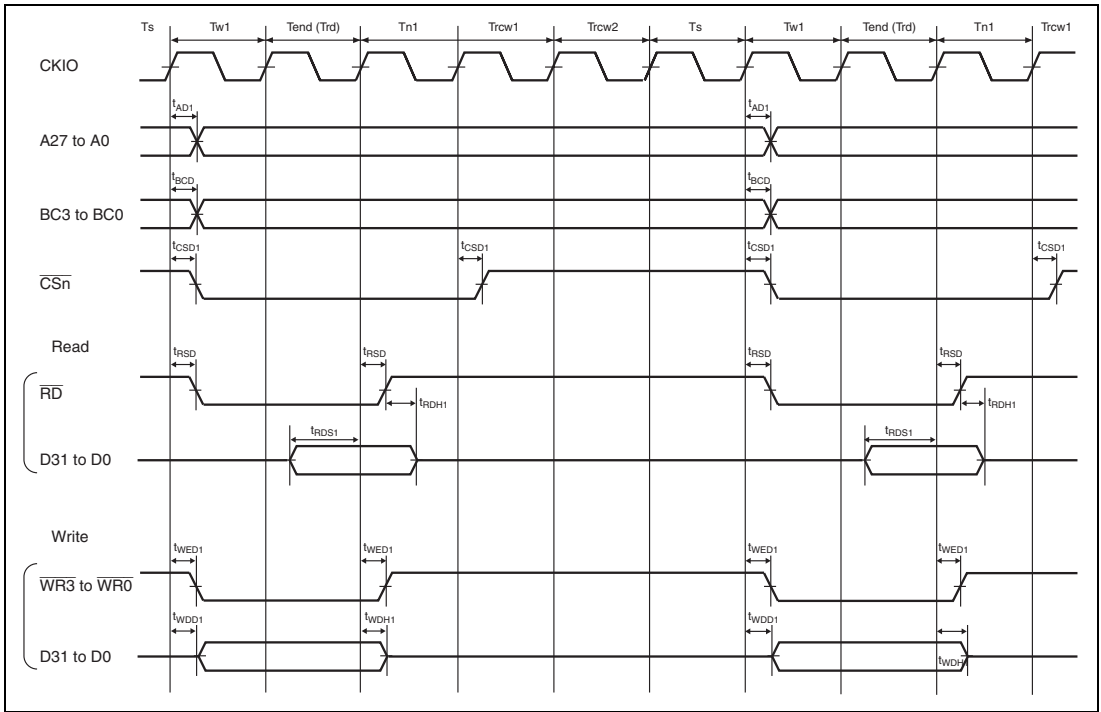 Ts Tw1 Tend (Trd) Tn1 Trcw1 Trcw2 Ts Tw1 Tend (Trd) Tn1 Trcw1
CKIO
tAD1 tAD1
A27 to A0
tBCD tBCD
BC3 to BC0
tCSD1 tCSD1 tCSD1 tCSD1
CSn
Read
tRSD tRSD tRSD tRSD
RD
tRDH1 tRDH1
tRDS1 tRDS1
D31 to D0
Write
tWED1 tWED1 tWED1 tWED1
WR3 to WR0
tWDD1 tWDH1 tWDD1
D31 to D0